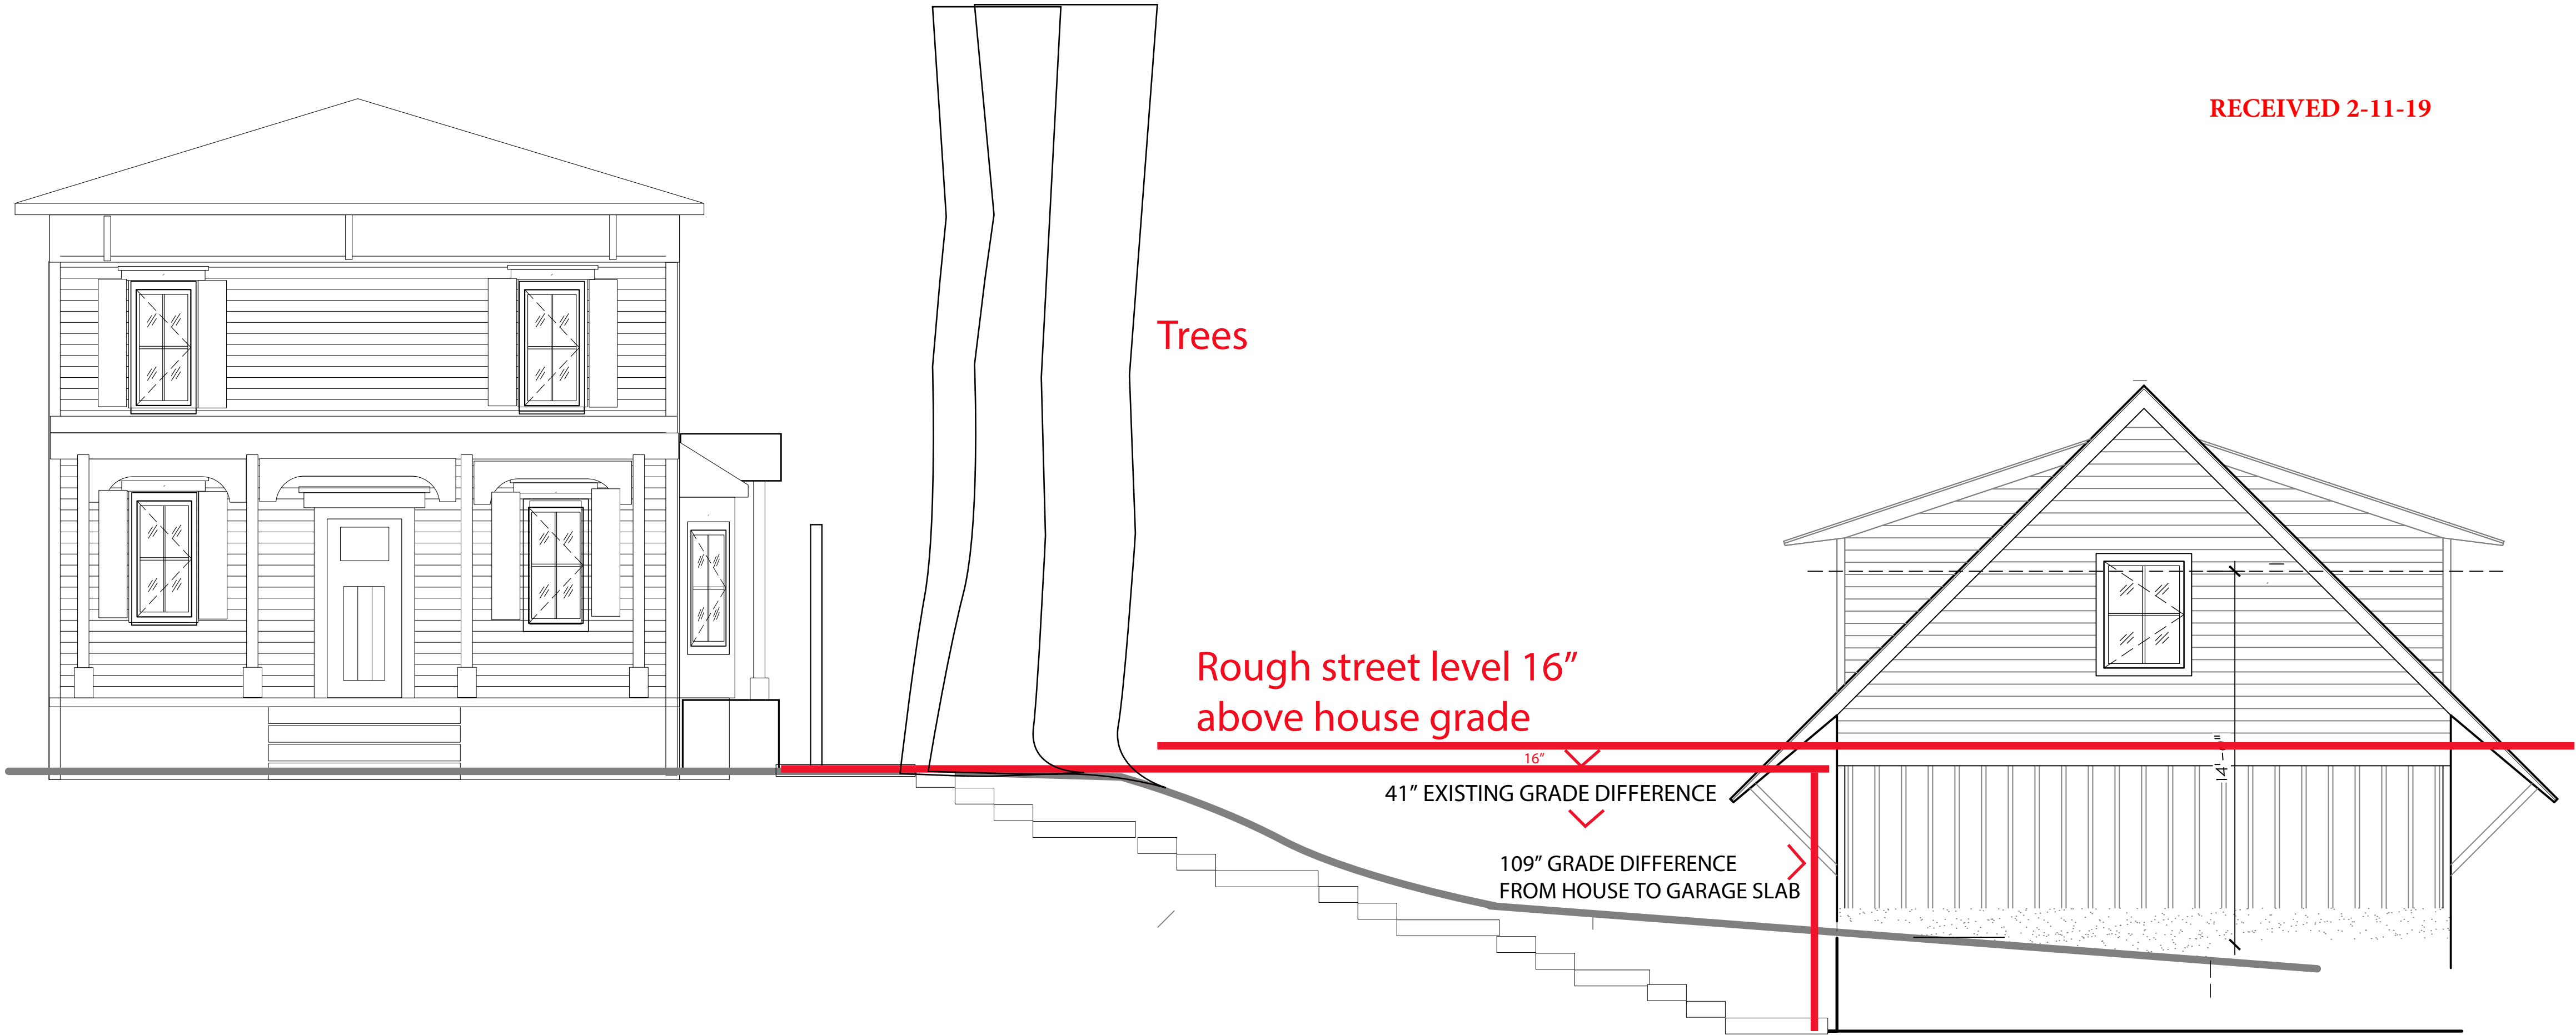 RECEIVED 2-11-19
Trees
Rough street level 16”
above house grade
16”
41” EXISTING GRADE DIFFERENCE
109” GRADE DIFFERENCE
FROM HOUSE TO GARAGE SLAB